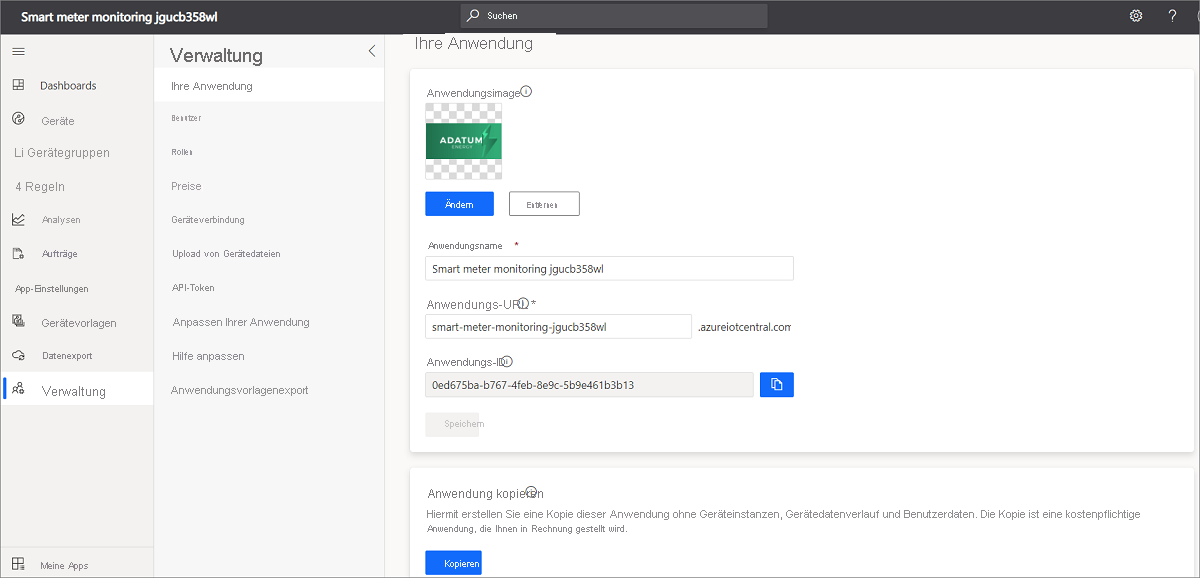 Smart meter monitoring jgucb358wl
Suchen
?
Dashboards
Geräte
Li Gerätegruppen
4 Regeln
Analysen
Aufträge
App-Einstellungen
Gerätevorlagen
Datenexport
Verwaltung
Meine Apps
Verwaltung
Ihre Anwendung
Benutzer
Rollen
Preise
Geräteverbindung
Upload von Gerätedateien
API-Token
Anpassen Ihrer Anwendung
Hilfe anpassen
Anwendungsvorlagenexport
Ihre Anwendung
Anwendungsimage
ADATUM
ENERGY
Ändern
Entfernen
Anwendungsname *
Smart meter monitoring jgucb358wl
Anwendungs-URL *
smart-meter-monitoring-jgucb358wl .azureiotcentral.com
Anwendungs-ID
0ed675ba-b767-4feb-8e9c-5b9e461b3b13
Speichern
Anwendung kopieren
Hiermit erstellen Sie eine Kopie dieser Anwendung ohne Geräteinstanzen, Gerätedatenverlauf und Benutzerdaten. Die Kopie ist eine kostenpflichtige
Anwendung, die Ihnen in Rechnung gestellt wird.
Kopieren